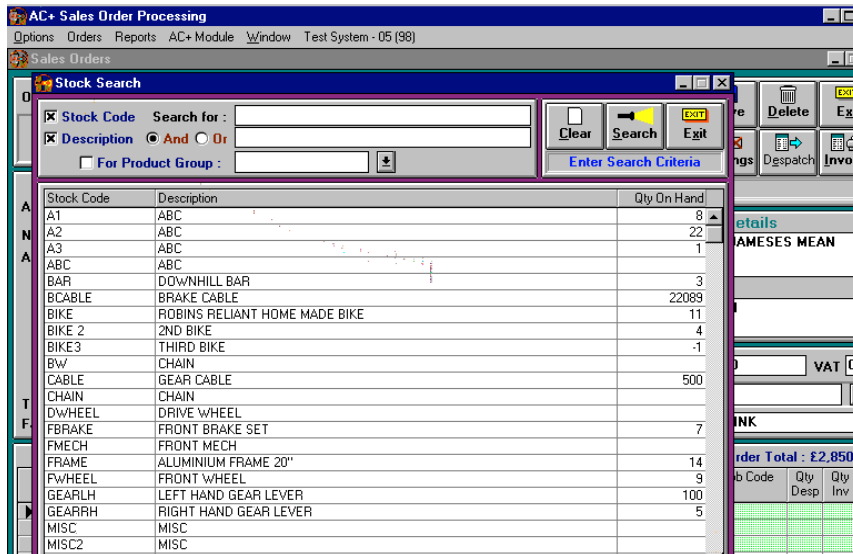 AC+ Sales Order Processing
Options Orders Reports AC+ Module Window Test System - 05 (98)
Sales Orders
Stock Search
Stock Code Search for :
Description And Or
For Product Group :
Clear Search Exit
Enter Search Criteria
Delete
Despatch
etails
JAMESES MEAN
VAT
INK
rder Total : £2,850
b Code Qty Desp Qty Inv
Stock Code Description Qty On Hand
A1 ABC 8
A2 ABC 22
A3 ABC 1
ABC ABC
BAR DOWNHILL BAR 3
BCABLE BRAKE CABLE 22089
BIKE ROBINS RELIANT HOME MADE BIKE 11
BIKE 2 2ND BIKE 4
BIKE3 THIRD BIKE -1
BW CHAIN
CABLE GEAR CABLE 500
CHAIN CHAIN
DWHEEL DRIVE WHEEL
FBRAKE FRONT BRAKE SET 7
FMECH FRONT MECH
FRAME ALUMINIUM FRAME 20" 14
FWHEEL FRONT WHEEL 9
GEARLH LEFT HAND GEAR LEVER 100
GEARRH RIGHT HAND GEAR LEVER 5
MISC MISC
MISC2 MISC